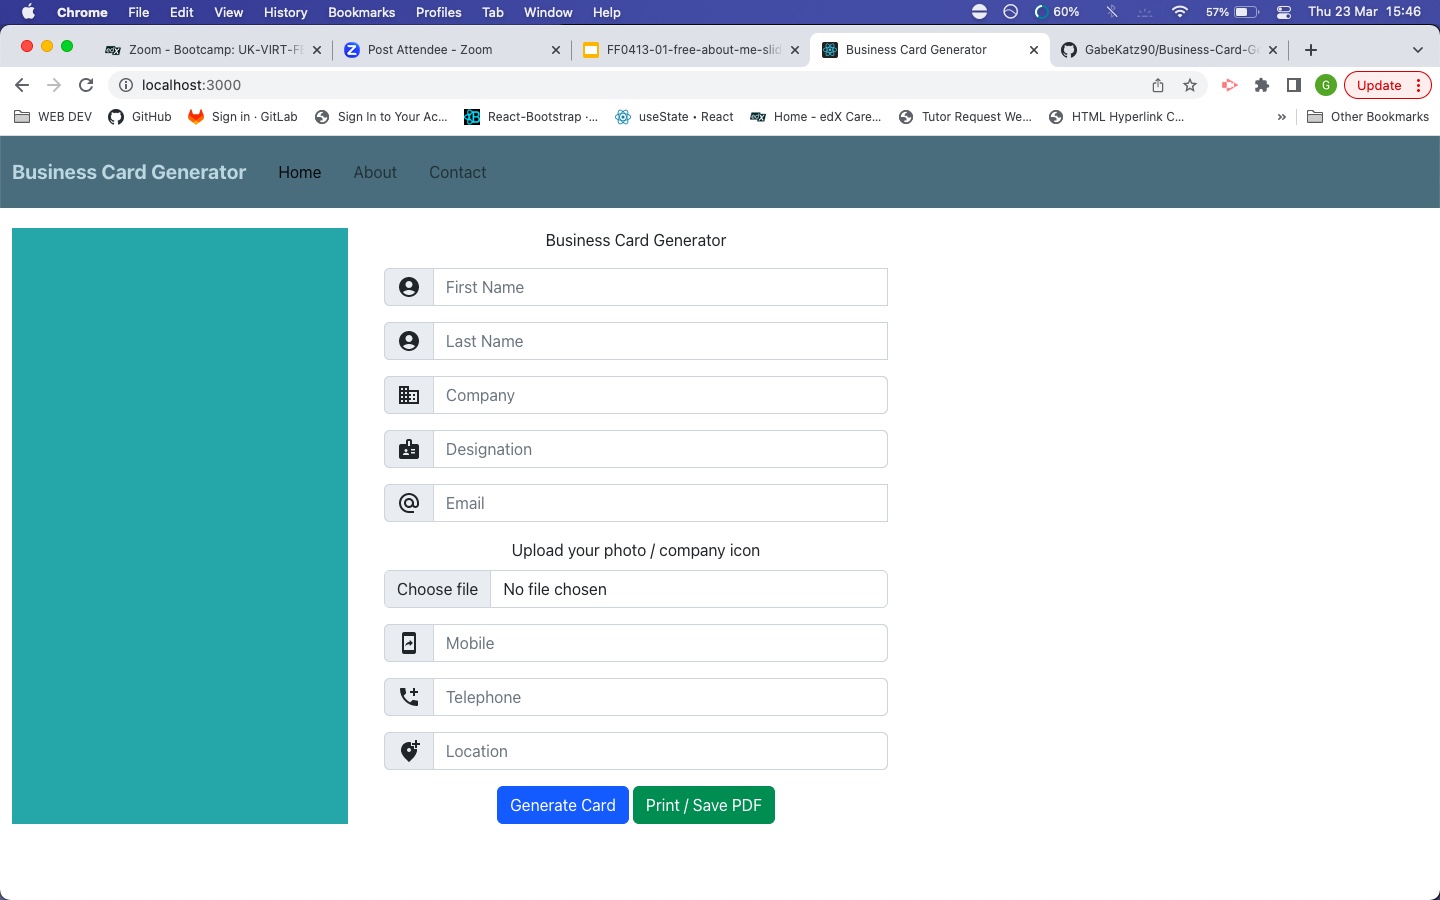 Chrome File Edit View History Bookmarks Profiles Tab Window Help 60% 57% Thu 23 Mar 15:46
Zoom - Bootcamp: UK-VIRT-FE Post Attendee - Zoom FF0413-01-free-about-me-slid Business Card Generator GabeKatz90/Business-Card-Ge
localhost:3000 G Update
WEB DEV GitHub Sign in · GitLab Sign In to Your Ac... React-Bootstrap ·... useState • React Home - edX Care... Tutor Request We... HTML Hyperlink C... » Other Bookmarks
Business Card Generator Home About Contact
Business Card Generator
First Name
Last Name
Company
Designation
Email
Upload your photo / company icon
Choose file No file chosen
Mobile
Telephone
Location
Generate Card Print / Save PDF